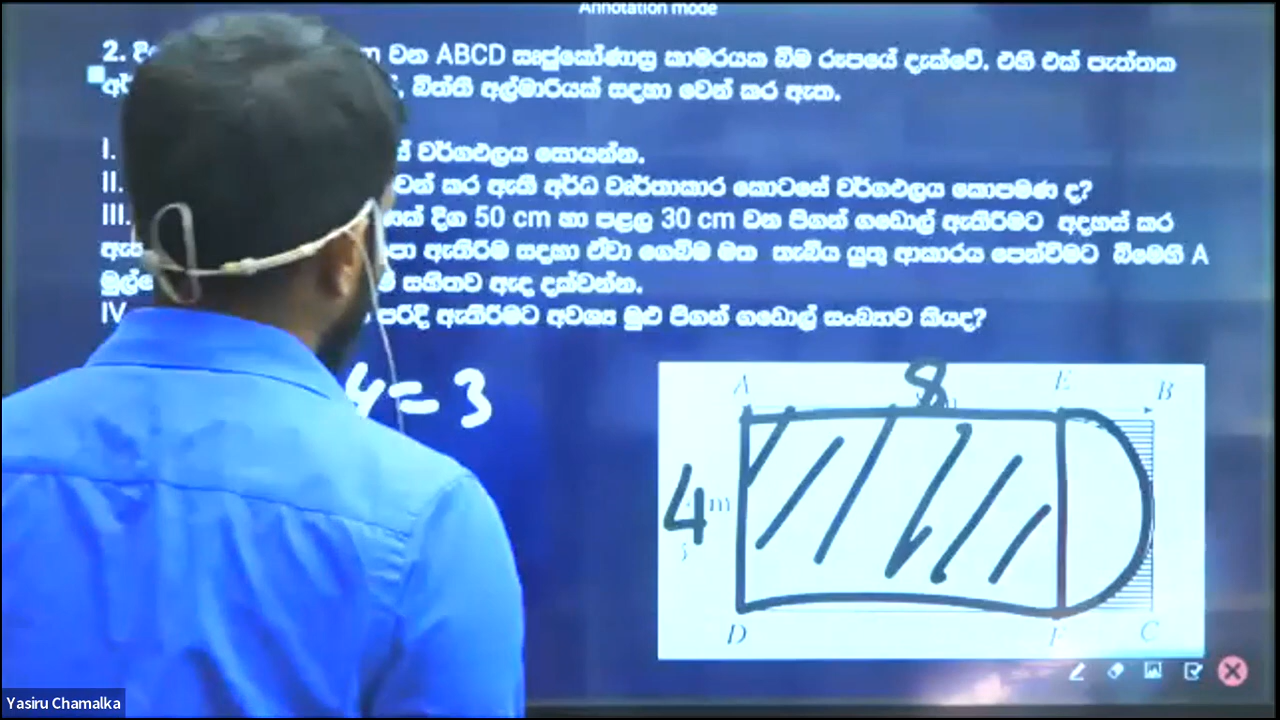 Annotation mode
2. වන ABCD සෘජුකෝණාස්‍ර කාමරයක බිම රූපයේ දැක්වේ. එහි එක් පැත්තක
බිත්ති අල්මාරියක් සදහා වෙන් කර ඇත.
I. වර්ගඵලය සොයන්න.
II. වෙන් කර ඇති අර්ධ වෘර්තාකාර කොටසේ වර්ගඵලය කොපමණ ද?
III. දිග 50 cm හා පළල 30 cm වන පිගන් ගඩොල් ඇතිරීමට අදහස් කර
ඇතිරීම සදහා ඒවා ගෙබිම මත තැබිය යුතු ආකාරය පෙන්වීමට බිමෙහි A
සහිතව ඇද දක්වන්න.
IV පරිදි ඇතිරීමට අවශ්‍ය මුළු පිගන් ගඩොල් සංඛ්‍යාව කියද?
4 = 3
A 8 E B
4 m
D F C
Yasiru Chamalka